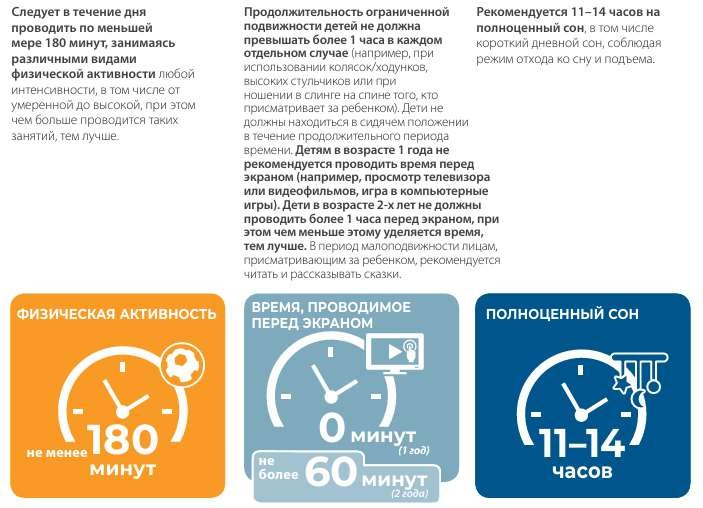 Следует в течение дня
проводить по меньшей
мере 180 минут, занимаясь
различными видами
физической активности любой
интенсивности, в том числе от
умеренной до высокой, при этом
чем больше проводится таких
занятий, тем лучше.
Продолжительность ограниченной
подвижности детей не должна
превышать более 1 часа в каждом
отдельном случае (например, при
использовании колясок/ходунков,
высоких стульчиков или при
ношении в слинге на спине того, кто
присматривает за ребенком). Дети не
должны находиться в сидячем положении
в течение продолжительного периода
времени. Детям в возрасте 1 года не
рекомендуется проводить время перед
экраном (например, просмотр телевизора
или видеофильмов, игра в компьютерные
игры). Дети в возрасте 2-х лет не должны
проводить более 1 часа перед экраном, при
этом чем меньше этому уделяется время,
тем лучше. В период малоподвижности лицам,
присматривающим за ребенком, рекомендуется
читать и рассказывать сказки.
Рекомендуется 11–14 часов на
полноценный сон, в том числе
короткий дневной сон, соблюдая
режим отхода ко сну и подъема.
ФИЗИЧЕСКАЯ АКТИВНОСТЬ
не менее 180
минут
ВРЕМЯ, ПРОВОДИМОЕ
ПЕРЕД ЭКРАНОМ
0 минут
(1 год)
не
более 60 минут
(2 года)
ПОЛНОЦЕННЫЙ СОН
11–14
часов